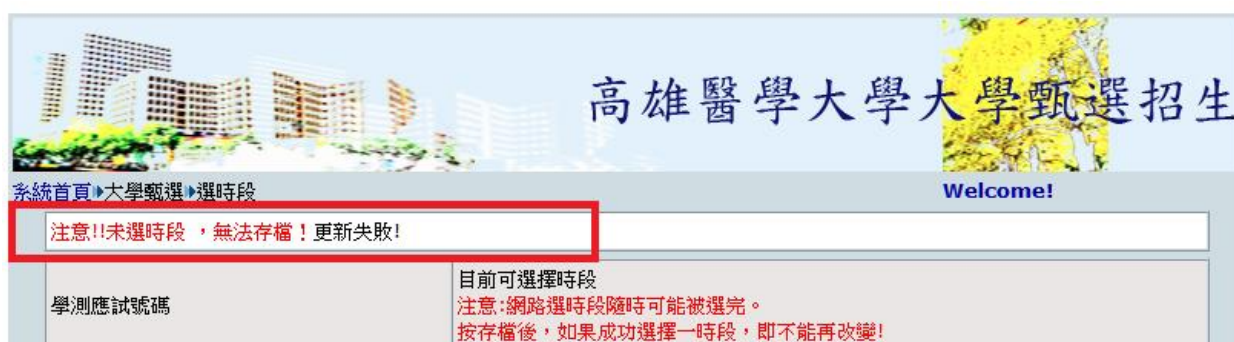 高雄醫學大學大學甄選招生
系統首頁▶大學甄選▶選時段
Welcome!
注意!!未選時段 ，無法存檔！更新失敗!
學測應試號碼
目前可選擇時段
注意:網路選時段隨時可能被選完。
按存檔後，如果成功選擇一時段，即不能再改變!